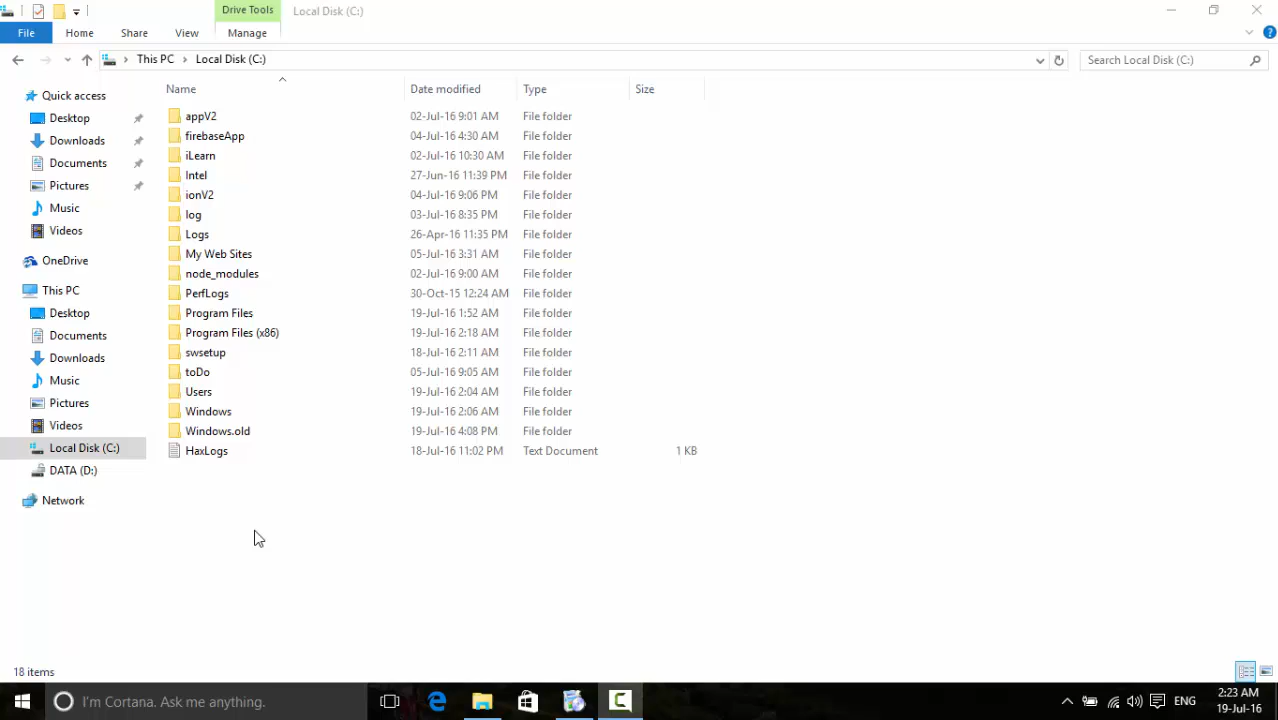 Drive Tools
Local Disk (C:)
File
Home
Share
View
Manage
This PC
Local Disk (C:)
Search Local Disk (C:)
Name
Date modified
Type
Size
Quick access
Desktop
Downloads
Documents
Pictures
Music
Videos
OneDrive
This PC
Desktop
Documents
Downloads
Music
Pictures
Videos
Local Disk (C:)
DATA (D:)
Network
appV2 02-Jul-16 9:01 AM File folder
firebaseApp 04-Jul-16 4:30 AM File folder
iLearn 02-Jul-16 10:30 AM File folder
Intel 27-Jun-16 11:39 PM File folder
ionV2 04-Jul-16 9:06 PM File folder
log 03-Jul-16 8:35 PM File folder
Logs 26-Apr-16 11:35 PM File folder
My Web Sites 05-Jul-16 3:31 AM File folder
node_modules 02-Jul-16 9:00 AM File folder
PerfLogs 30-Oct-15 12:24 AM File folder
Program Files 19-Jul-16 1:52 AM File folder
Program Files (x86) 19-Jul-16 2:18 AM File folder
swsetup 18-Jul-16 2:11 AM File folder
toDo 05-Jul-16 9:05 AM File folder
Users 19-Jul-16 2:04 AM File folder
Windows 19-Jul-16 2:06 AM File folder
Windows.old 19-Jul-16 4:08 PM File folder
HaxLogs 18-Jul-16 11:02 PM Text Document 1 KB
18 items
I'm Cortana. Ask me anything.
ENG
2:23 AM
19-Jul-16